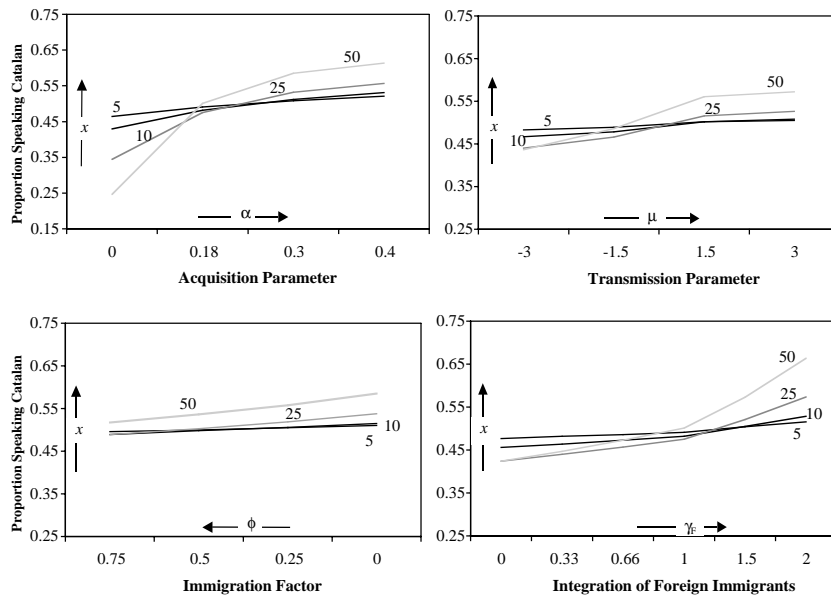 Proportion Speaking Catalan
0.75
0.65
0.55
0.45
0.35
0.25
0.15
x
5
10
25
50
α
0 0.18 0.3 0.4
Acquisition Parameter
0.75
0.65
0.55
0.45
0.35
0.25
x
5
10
25
50
μ
-3 -1.5 1.5 3
Transmission Parameter
Proportion Speaking Catalan
0.75
0.65
0.55
0.45
0.35
0.25
x
50
25
10
5
ϕ
0.75 0.5 0.25 0
Immigration Factor
0.75
0.65
0.55
0.45
0.35
0.25
x
50
25
10
5
γF
0 0.33 0.66 1 1.5 2
Integration of Foreign Immigrants